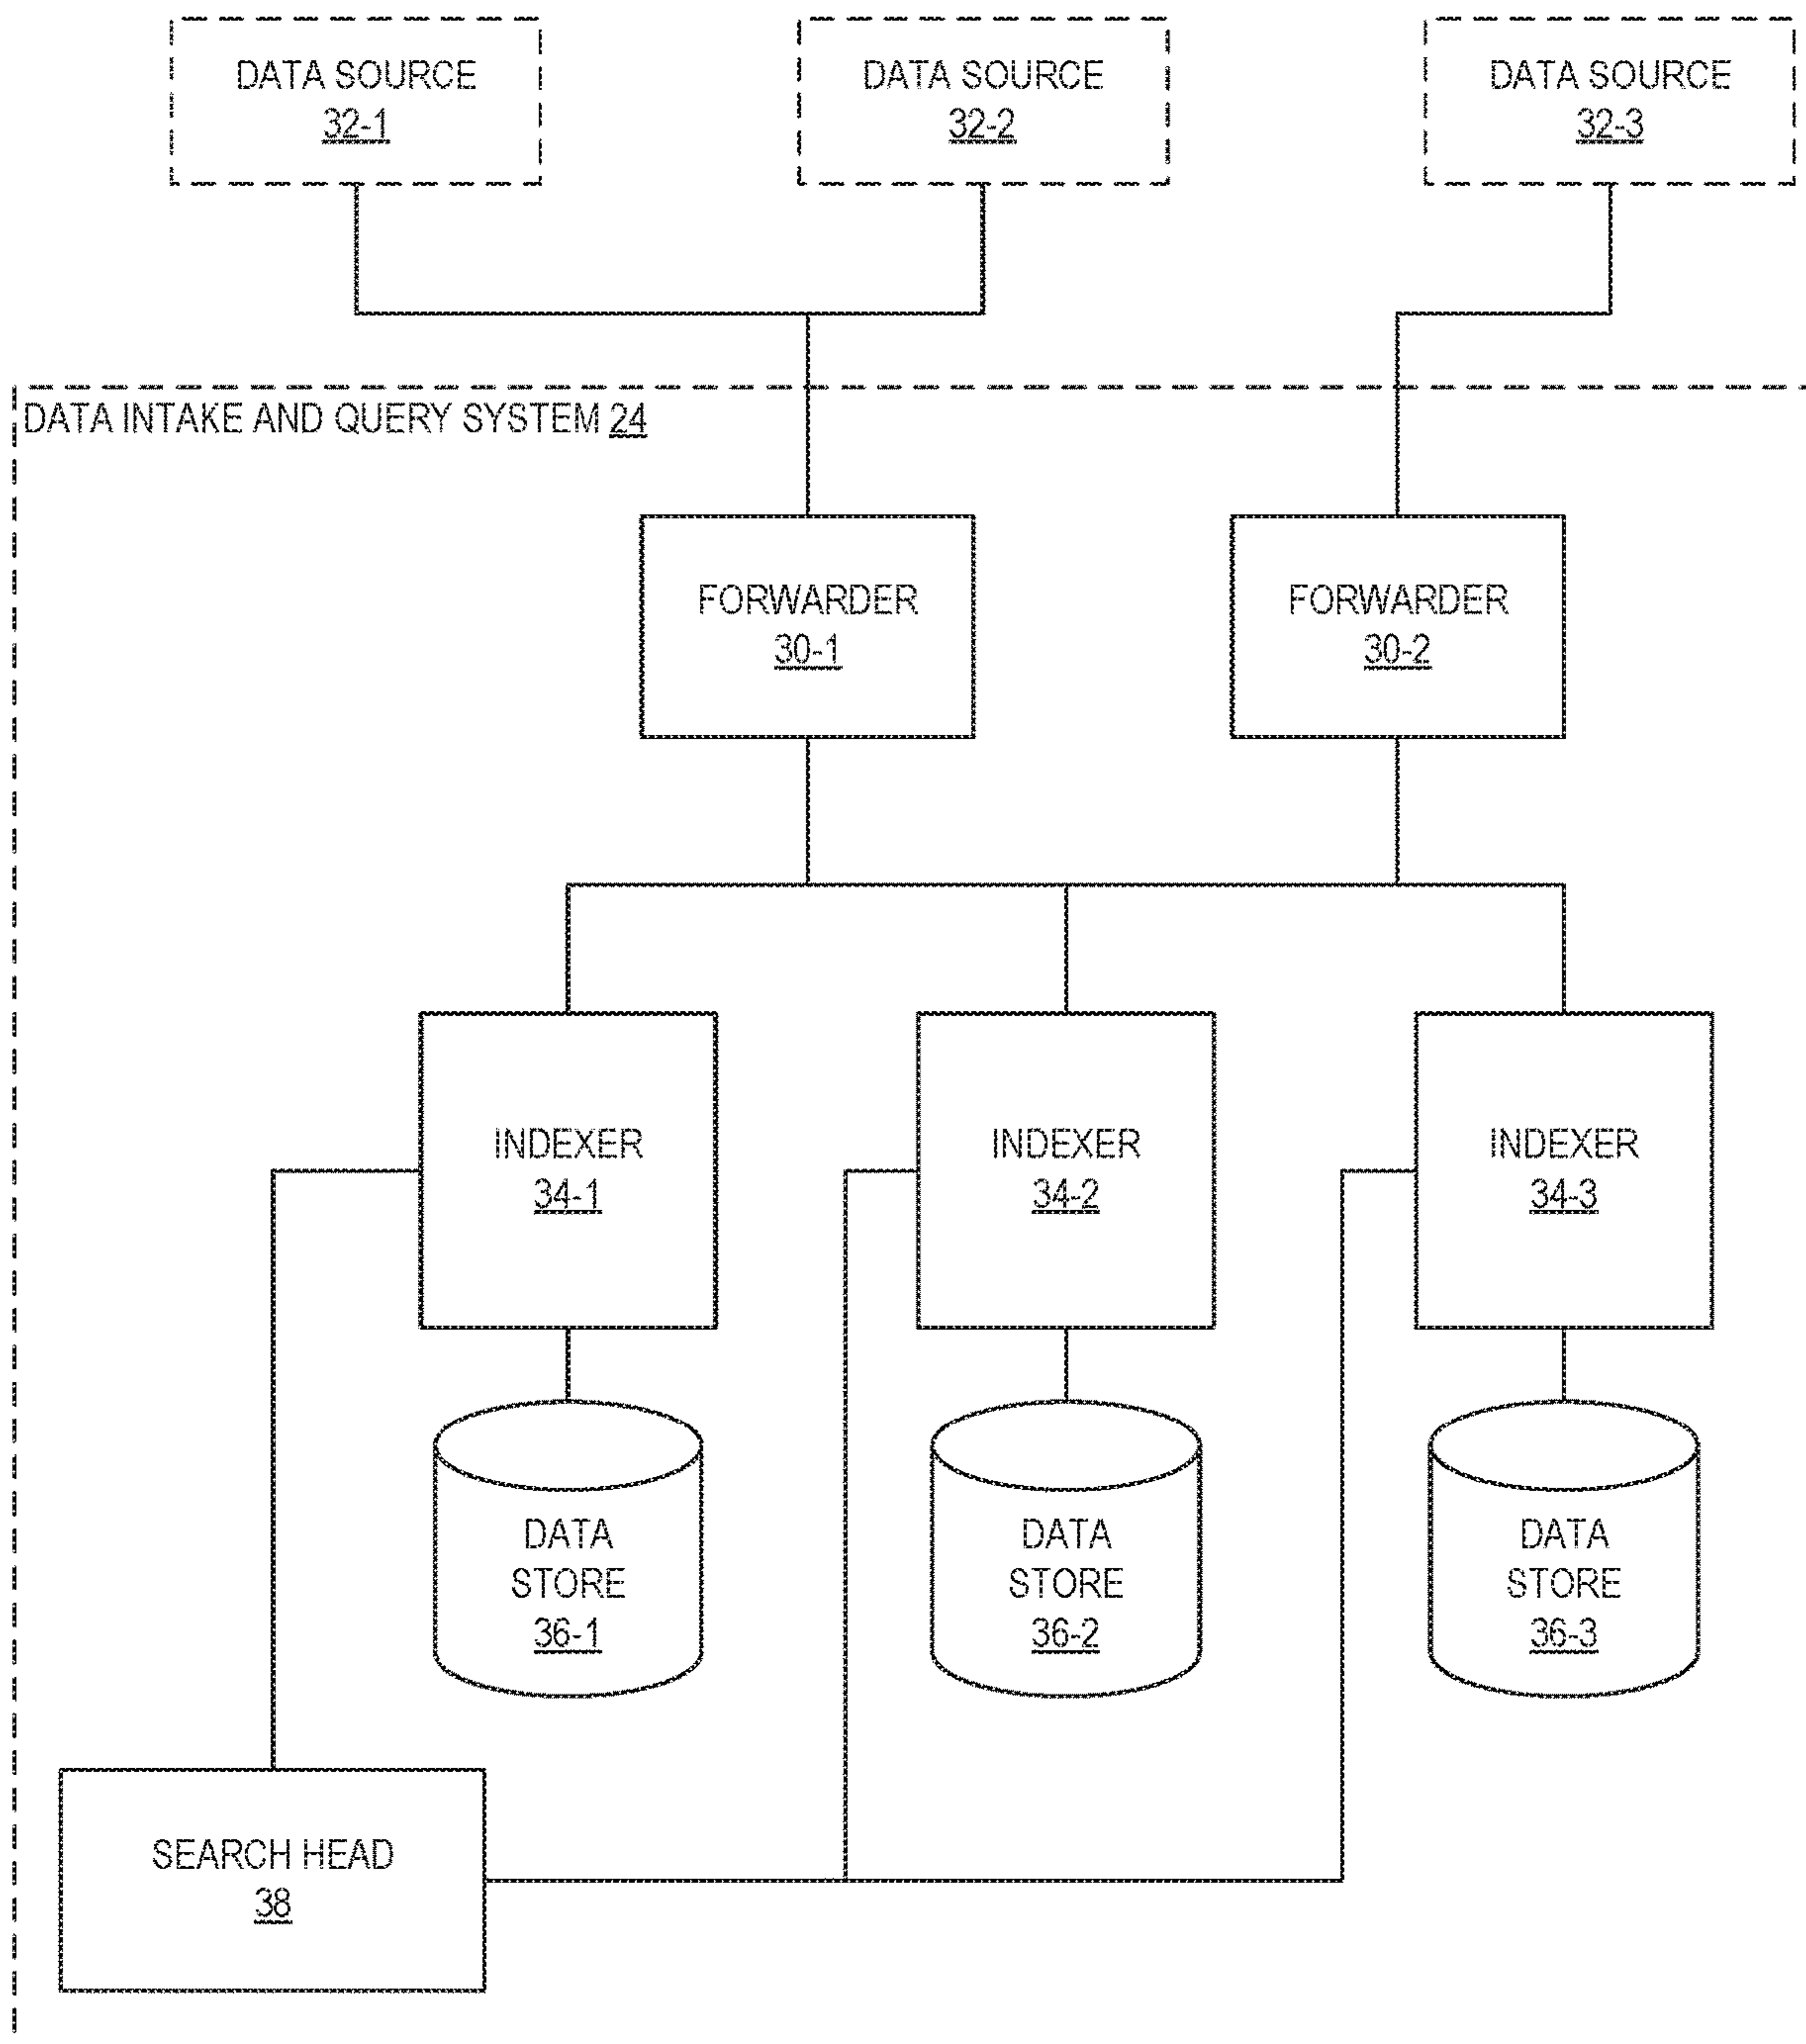 DATA SOURCE
32-1
DATA SOURCE
32-2
DATA SOURCE
32-3
DATA INTAKE AND QUERY SYSTEM 24
FORWARDER
30-1
FORWARDER
30-2
INDEXER
34-1
INDEXER
34-2
INDEXER
34-3
DATA
STORE
36-1
DATA
STORE
36-2
DATA
STORE
36-3
SEARCH HEAD
38